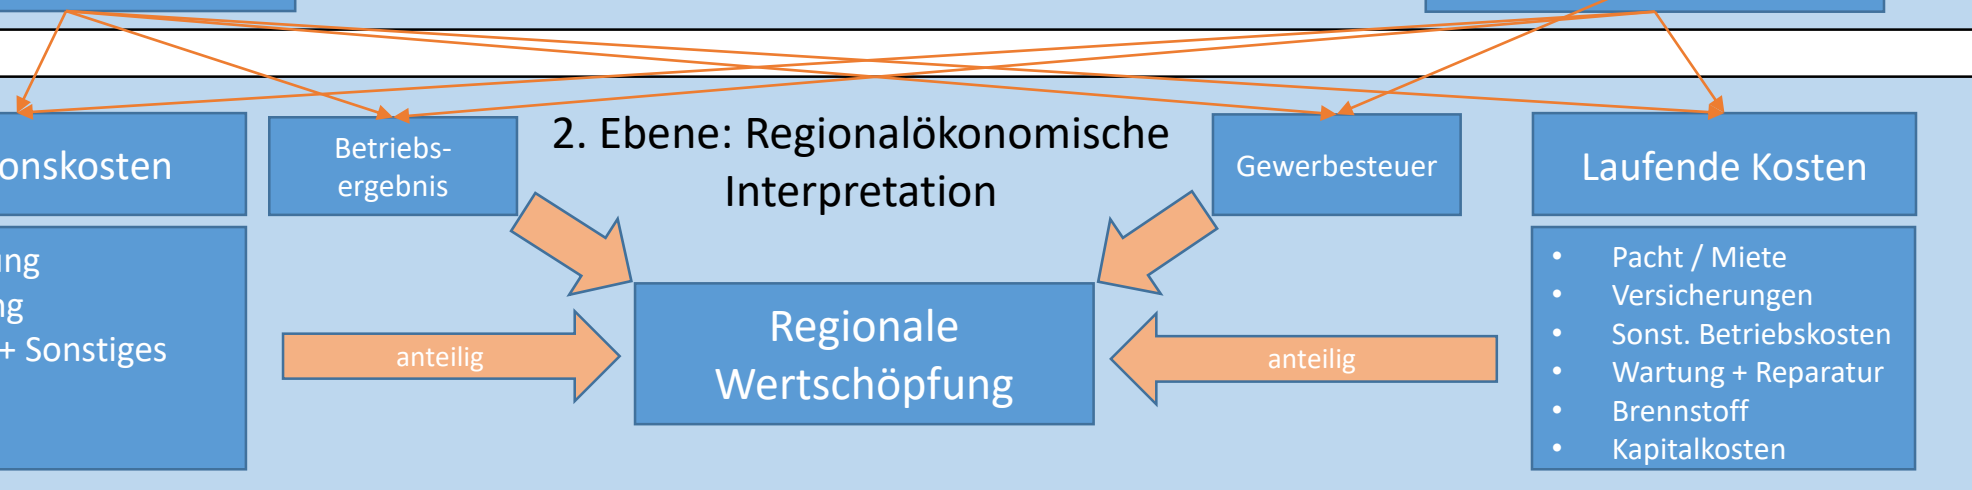 onskosten
Betriebs-
ergebnis
2. Ebene: Regionalökonomische
Interpretation
Gewerbesteuer
Laufende Kosten
ung
ng
+ Sonstiges
anteilig
Regionale
Wertschöpfung
anteilig
• Pacht / Miete
• Versicherungen
• Sonst. Betriebskosten
• Wartung + Reparatur
• Brennstoff
• Kapitalkosten